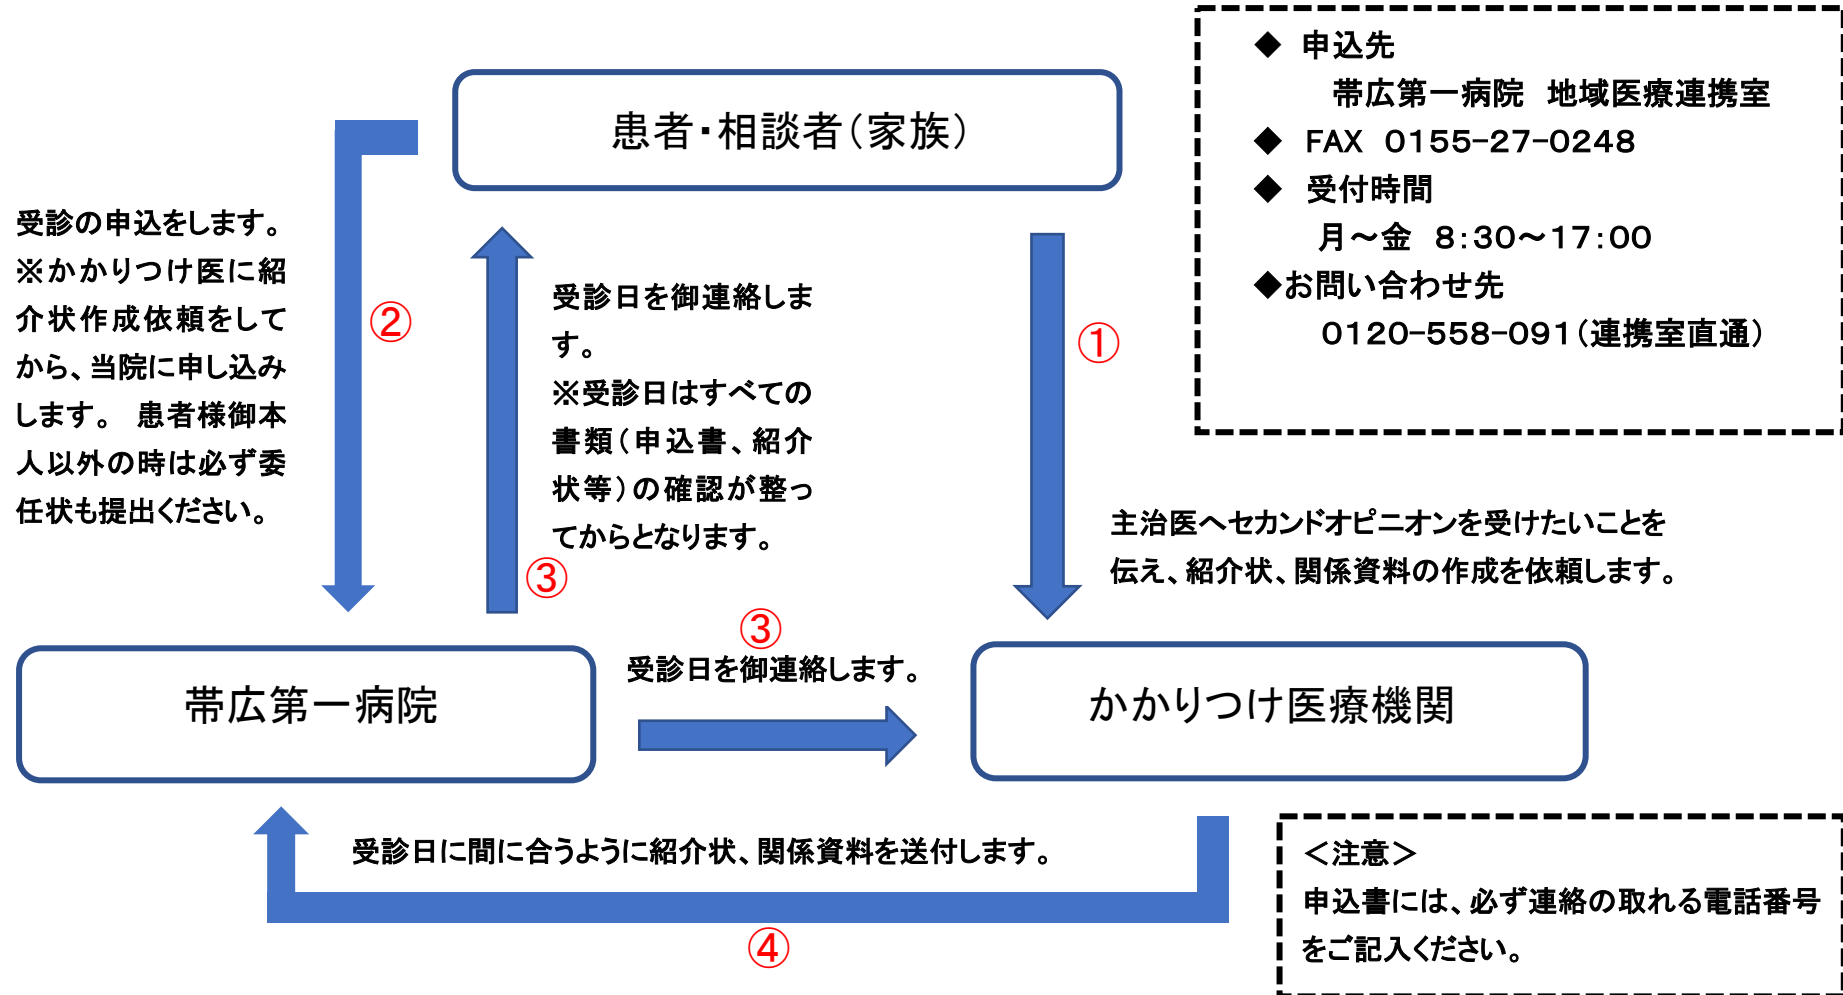 患者・相談者（家族）
◆ 申込先
帯広第一病院 地域医療連携室
◆ FAX 0155-27-0248
◆ 受付時間
月～金 8:30～17:00
◆お問い合わせ先
0120-558-091（連携室直通）
受診の申込をします。
※かかりつけ医に紹
介状作成依頼をして
から、当院に申し込み
します。 患者様御本
人以外の時は必ず委
任状も提出ください。
②
受診日を御連絡しま
す。
※受診日はすべての
書類（申込書、紹介
状等）の確認が整っ
てからとなります。
③
①
主治医へセカンドオピニオンを受けたいことを
伝え、紹介状、関係資料の作成を依頼します。
③
受診日を御連絡します。
帯広第一病院
かかりつけ医療機関
受診日に間に合うように紹介状、関係資料を送付します。
④
＜注意＞
申込書には、必ず連絡の取れる電話番号
をご記入ください。